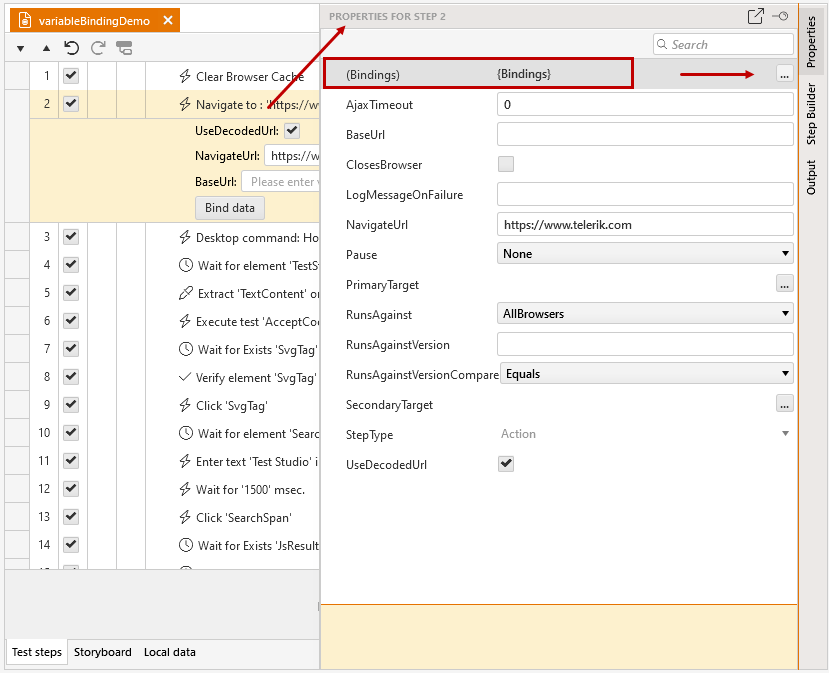 variableBindingDemo
1 Clear Browser Cache
2 Navigate to : 'https://w
UseDecodedUrl:
NavigateUrl: https://w
BaseUrl: Please enter
Bind data
3 Desktop command: Ho
4 Wait for element 'TestS
5 Extract 'TextContent' o
6 Execute test 'AcceptCo
7 Wait for Exists 'SvgTag'
8 Verify element 'SvgTag'
9 Click 'SvgTag'
10 Wait for element 'Sear
11 Enter text 'Test Studio' i
12 Wait for '1500' msec.
13 Click 'SearchSpan'
14 Wait for Exists 'JsResult
Test steps Storyboard Local data
PROPERTIES FOR STEP 2
Search
(Bindings) {Bindings} ...
AjaxTimeout 0
BaseUrl
ClosesBrowser
LogMessageOnFailure
NavigateUrl https://www.telerik.com
Pause None
PrimaryTarget ...
RunsAgainst AllBrowsers
RunsAgainstVersion
RunsAgainstVersionCompare Equals
SecondaryTarget ...
StepType Action
UseDecodedUrl
Properties
Step Builder
Output